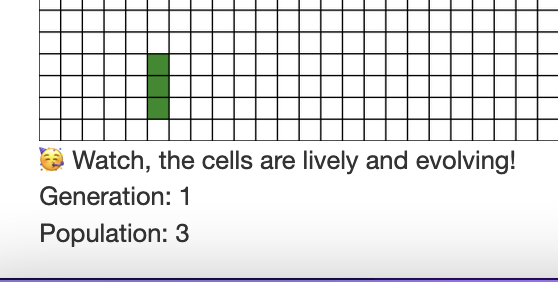 🥳 Watch, the cells are lively and evolving!
Generation: 1
Population: 3